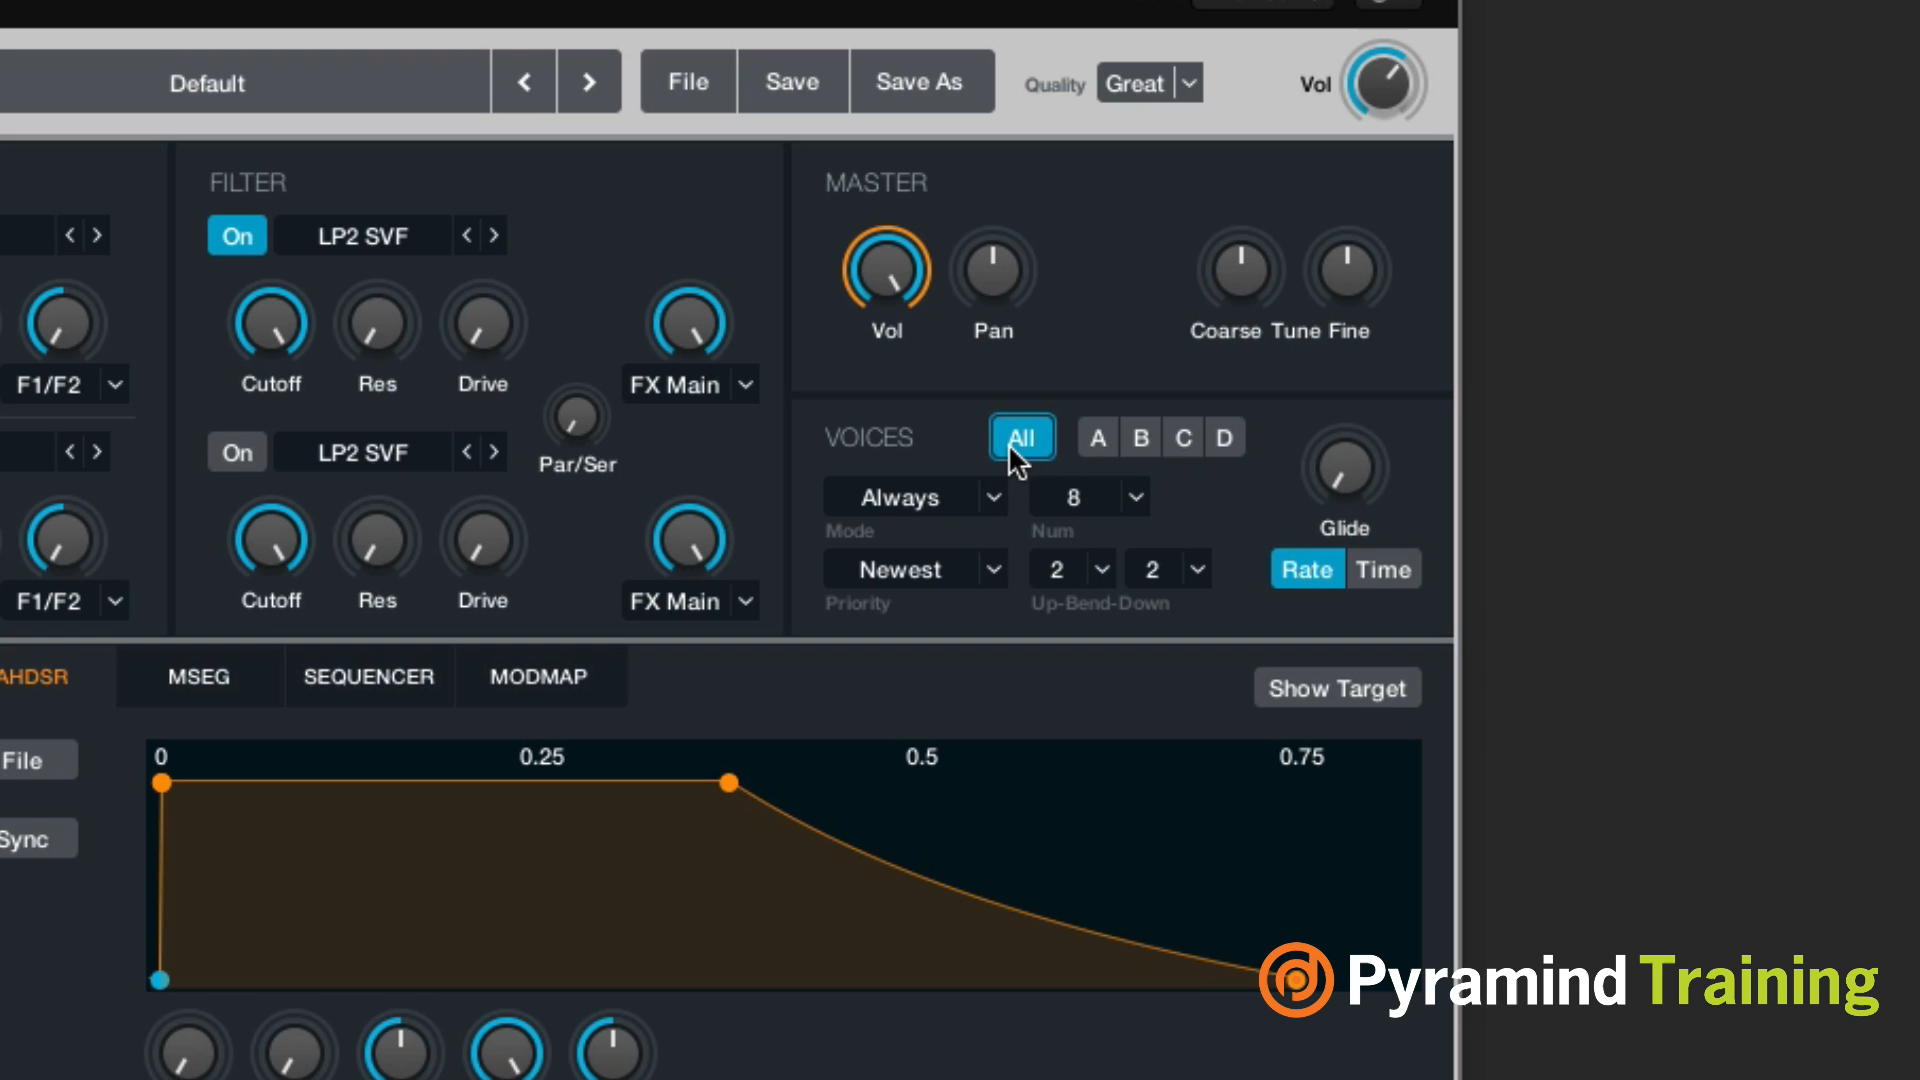 Default
File
Save
Save As
Quality
Great
Vol
FILTER
MASTER
On
LP2 SVF
Vol
Pan
Coarse Tune Fine
Cutoff
Res
Drive
F1/F2
FX Main
VOICES
All
A
B
C
D
On
LP2 SVF
Par/Ser
Always
8
Mode
Num
Glide
Newest
2
2
Rate
Time
Priority
Up-Bend-Down
Cutoff
Res
Drive
F1/F2
FX Main
AHDSR
MSEG
SEQUENCER
MODMAP
Show Target
File
0
0.25
0.5
0.75
Sync
Pyramind Training